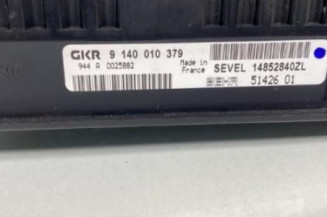 GKR 9 140 010 379
944 A 0025882
Made in
France
SEVEL 14852840ZL
BEHR 51426 01